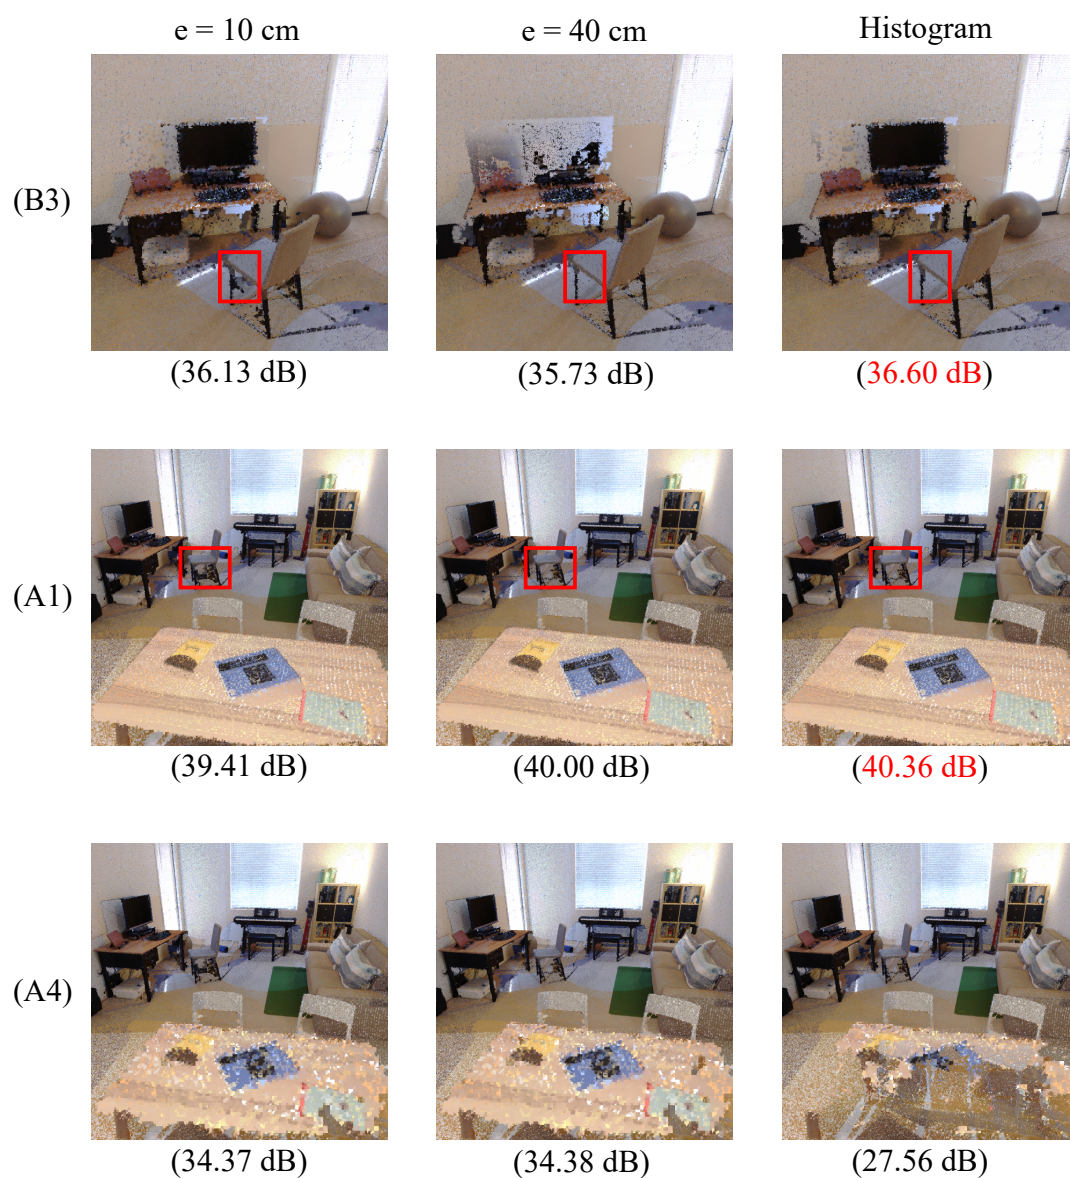 e = 10 cm e = 40 cm Histogram
(B3)
(36.13 dB) (35.73 dB) (36.60 dB)
(A1)
(39.41 dB) (40.00 dB) (40.36 dB)
(A4)
(34.37 dB) (34.38 dB) (27.56 dB)